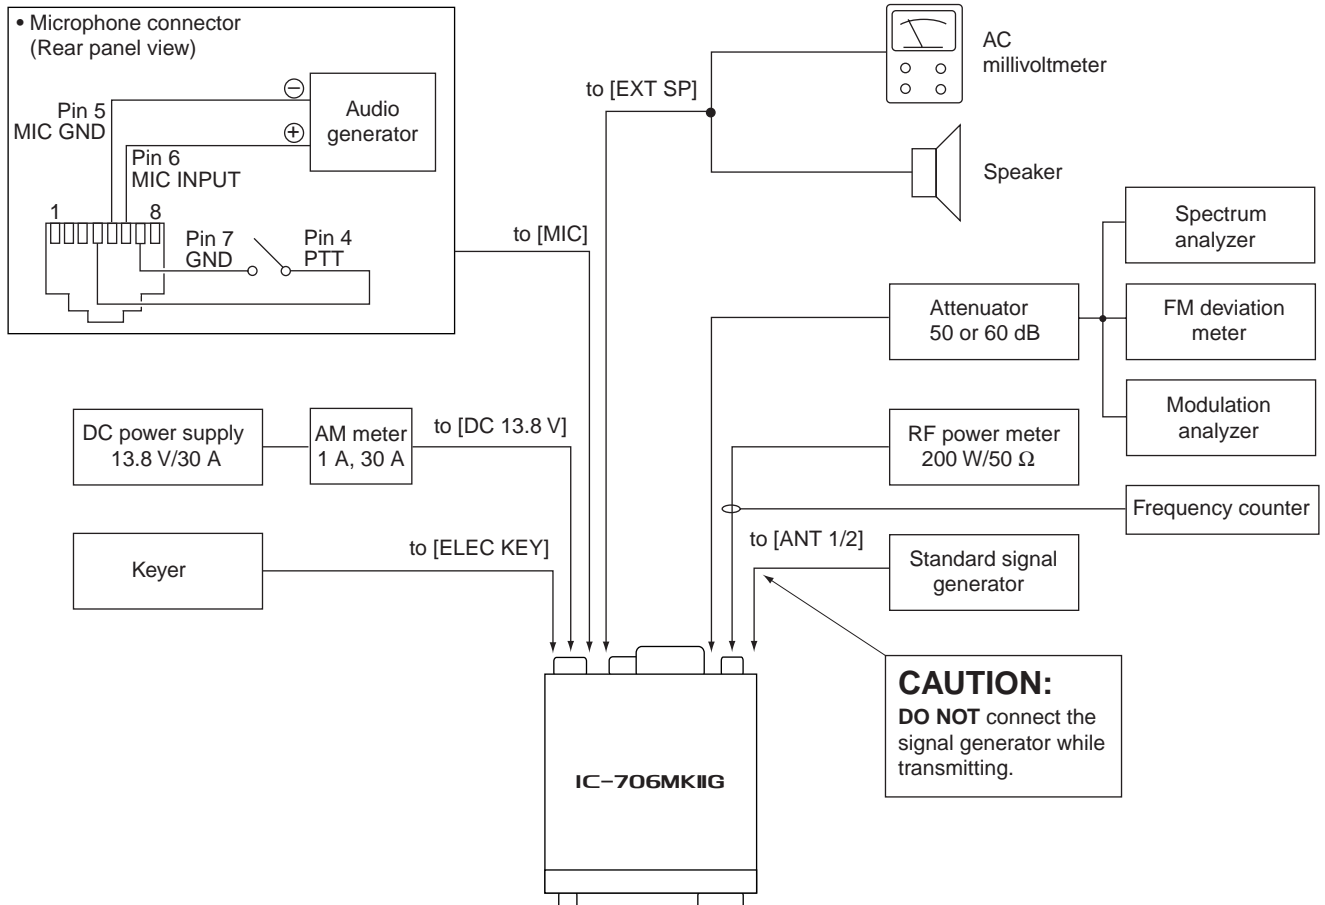 • Microphone connector
(Rear panel view)
Pin 5
MIC GND
⊖
⊕
Audio
generator
Pin 6
MIC INPUT
1
8
Pin 7
GND
Pin 4
PTT
to [EXT SP]
AC
millivoltmeter
Speaker
to [MIC]
Spectrum
analyzer
Attenuator
50 or 60 dB
FM deviation
meter
Modulation
analyzer
DC power supply
13.8 V/30 A
AM meter
1 A, 30 A
to [DC 13.8 V]
RF power meter
200 W/50 Ω
Frequency counter
Keyer
to [ELEC KEY]
to [ANT 1/2]
Standard signal
generator
CAUTION:
DO NOT connect the
signal generator while
transmitting.
IC-706MKIIG